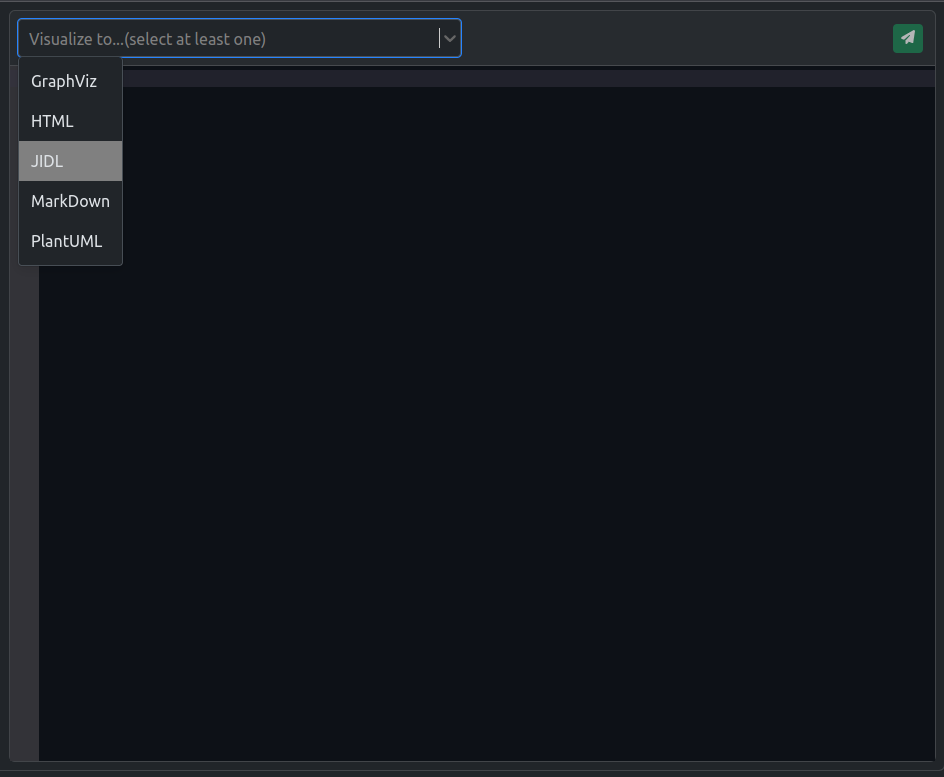 Visualize to...(select at least one)
GraphViz
HTML
JIDL
MarkDown
PlantUML